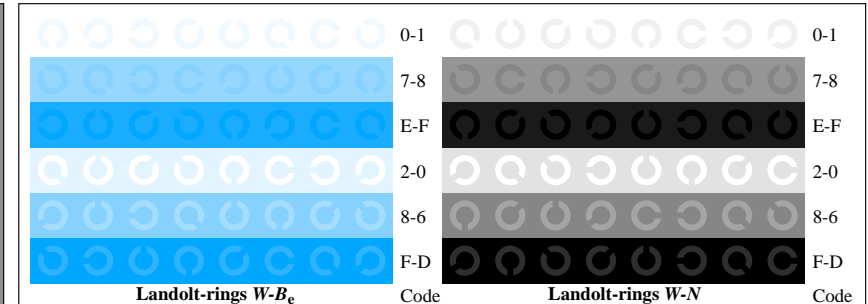 0-1 0-1
7-8 7-8
E-F E-F
2-0 2-0
8-6 8-6
F-D F-D
Landolt-rings W-Be Code Landolt-rings W-N Code